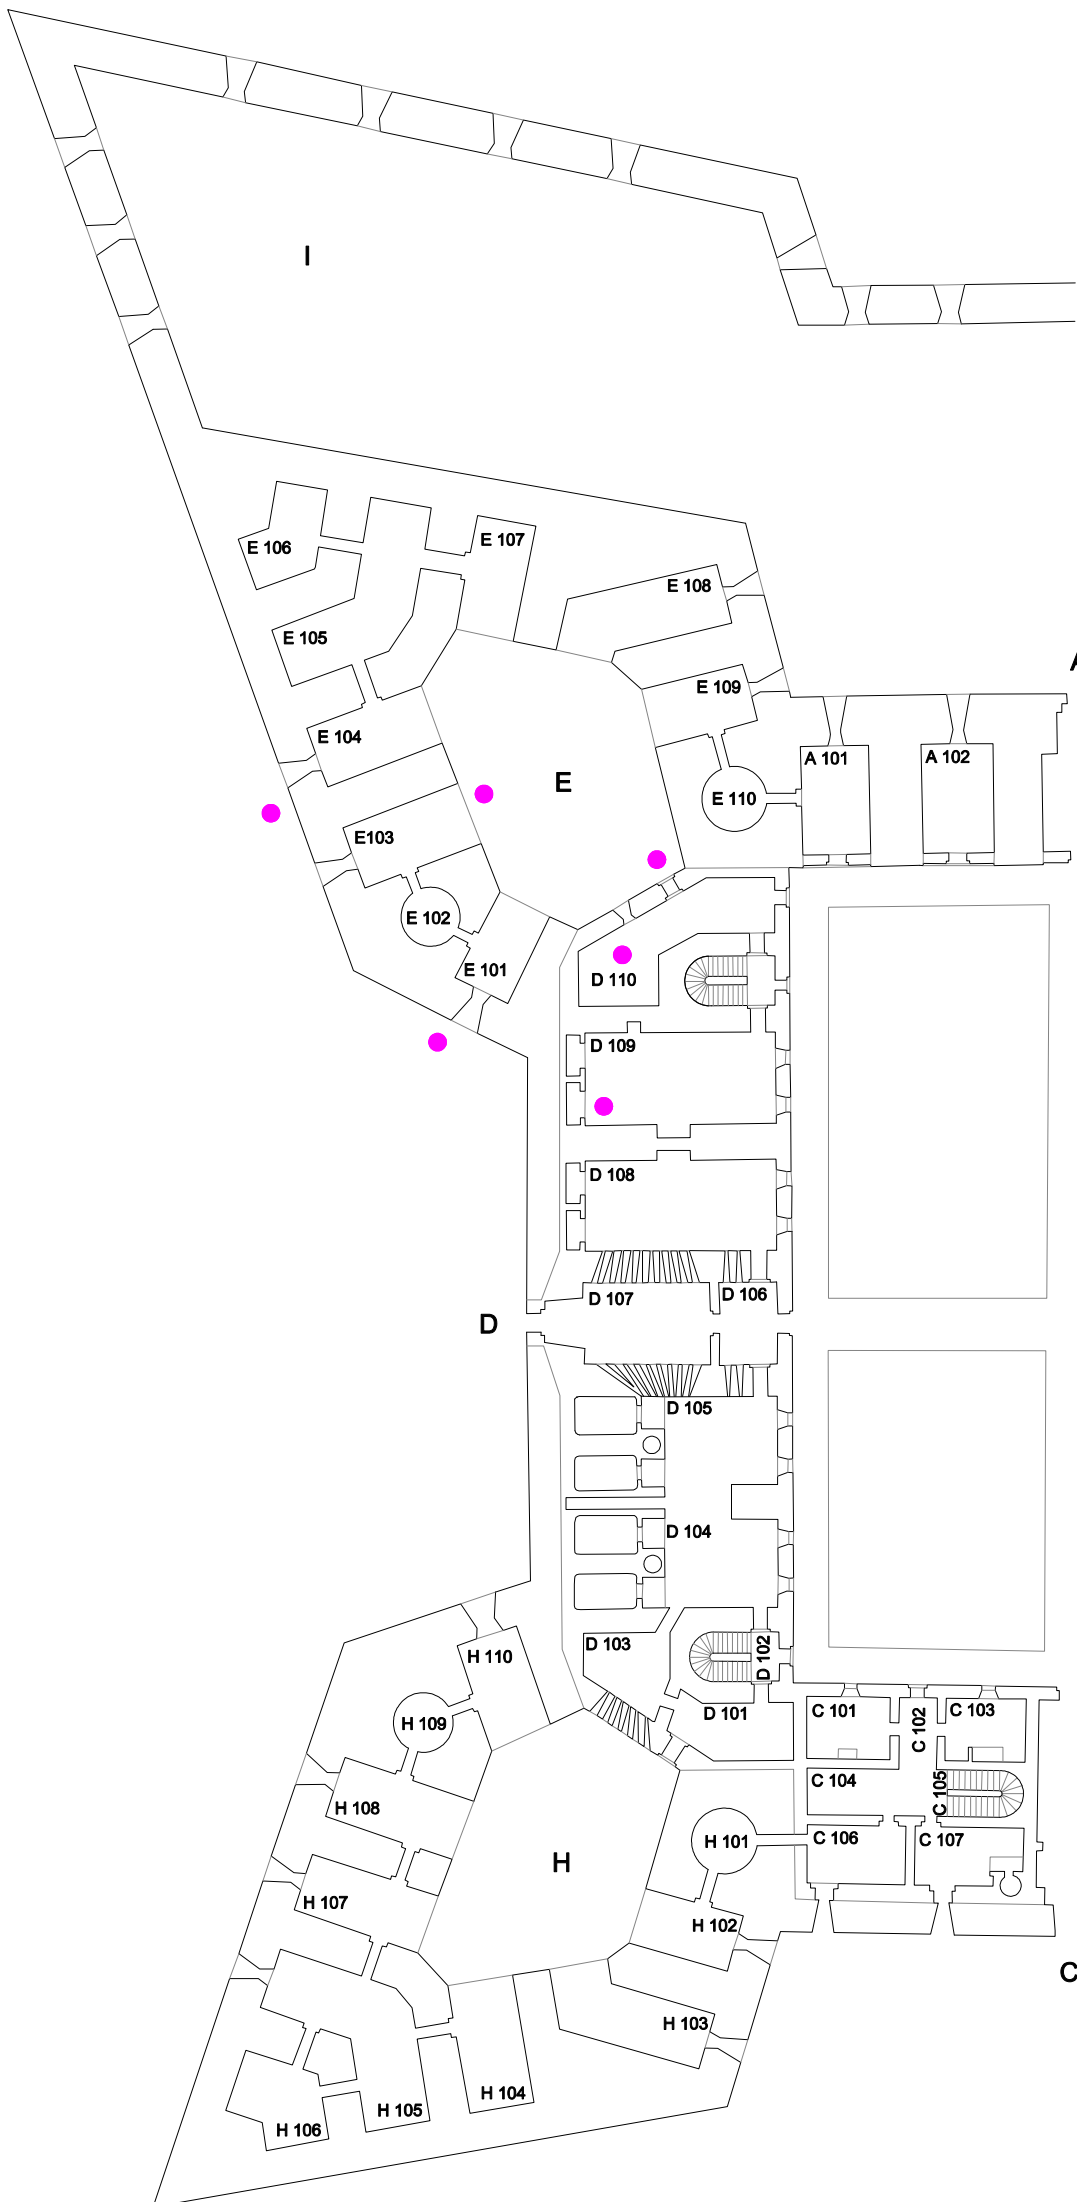 I
E 106
E 107
E 108
E 105
E 109
E 104
A 101
A 102
E
E 110
E103
E 102
E 101
D 110
D 109
D 108
D 107
D 106
D
D 105
D 104
D 103
D 102
H 110
D 101
C 101
C 102
C 103
H 109
C 104
C 105
H 108
H 101
C 106
C 107
H
H 107
H 102
C
H 103
H 104
H 105
H 106